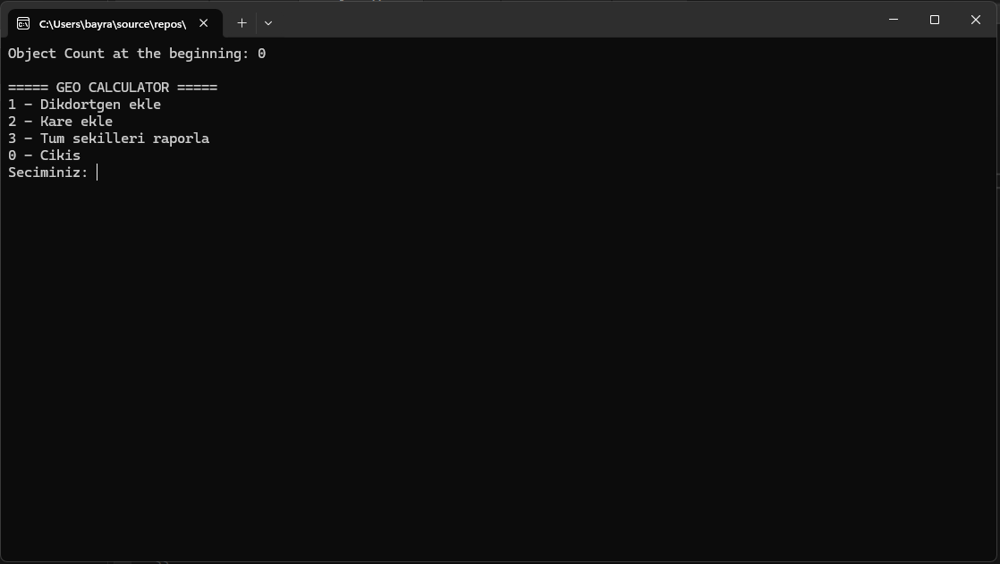 C:\Users\bayra\source\repos\
Object Count at the beginning: 0
===== GEO CALCULATOR =====
1 - Dikdortgen ekle
2 - Kare ekle
3 - Tum sekilleri raporla
0 - Cikis
Seciminiz: